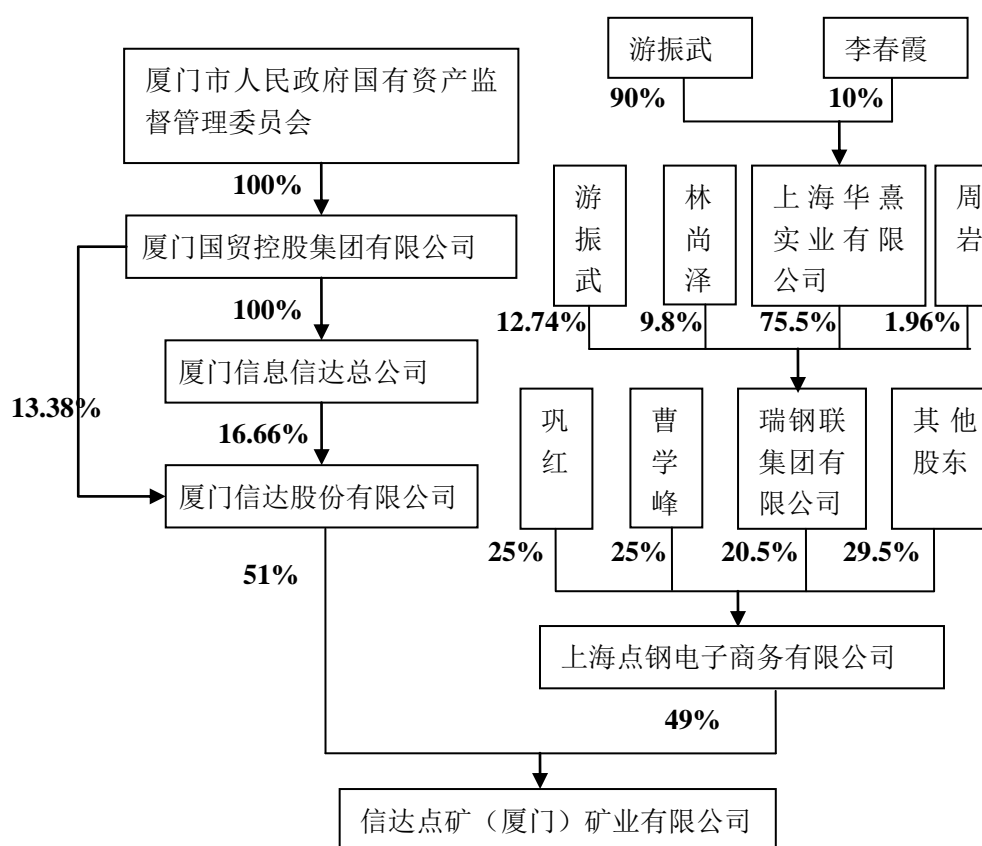 游振武
李春霞
厦门市人民政府国有资产监
督管理委员会
90%
10%
100%
游
振
武
林
尚
泽
上海华熹
实业有限
公司
周
岩
厦门国贸控股集团有限公司
100%
12.74%
9.8%
75.5%
1.96%
厦门信息信达总公司
13.38%
16.66%
巩
红
曹
学
峰
瑞钢联
集团有
限公司
其他
股东
厦门信达股份有限公司
25%
25%
20.5%
29.5%
51%
上海点钢电子商务有限公司
49%
信达点矿（厦门）矿业有限公司